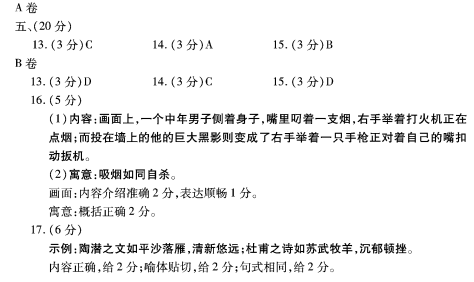 A 卷
五、(20 分)
13. (3 分) C 14. (3 分) A 15. (3 分) B
B 卷
13. (3 分) D 14. (3 分) C 15. (3 分) D
16. (5 分)
(1) 内容:画面上,一个中年男子侧着身子,嘴里叼着一支烟,右手举着打火机正在
点烟;而投在墙上的他的巨大黑影则变成了右手举着一只手枪正对着自己的嘴扣
动扳机。
(2) 寓意:吸烟如同自杀。
画面:内容介绍准确 2 分,表达顺畅 1 分。
寓意:概括正确 2 分。
17. (6 分)
示例:陶潜之文如平沙落雁,清新悠远;杜甫之诗如苏武牧羊,沉郁顿挫。
内容正确,给 2 分;喻体贴切,给 2 分;句式相同,给 2 分。